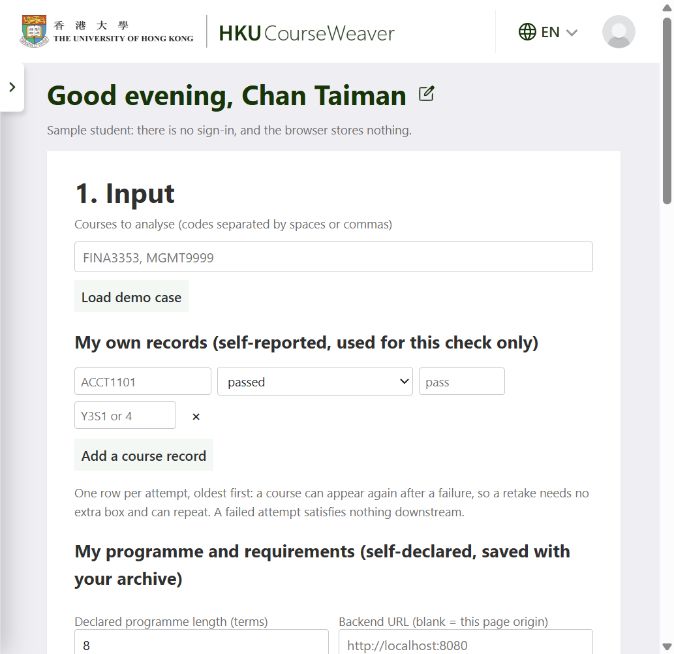 香港大學
THE UNIVERSITY OF HONG KONG
HKU CourseWeaver
EN
Good evening, Chan Taiman
Sample student: there is no sign-in, and the browser stores nothing.
1. Input
Courses to analyse (codes separated by spaces or commas)
FINA3353, MGMT9999
Load demo case
My own records (self-reported, used for this check only)
ACCT1101
passed
pass
Y3S1 or 4
×
Add a course record
One row per attempt, oldest first: a course can appear again after a failure, so a retake needs no
extra box and can repeat. A failed attempt satisfies nothing downstream.
My programme and requirements (self-declared, saved with
your archive)
Declared programme length (terms)
Backend URL (blank = this page origin)
8
http://localhost:8080